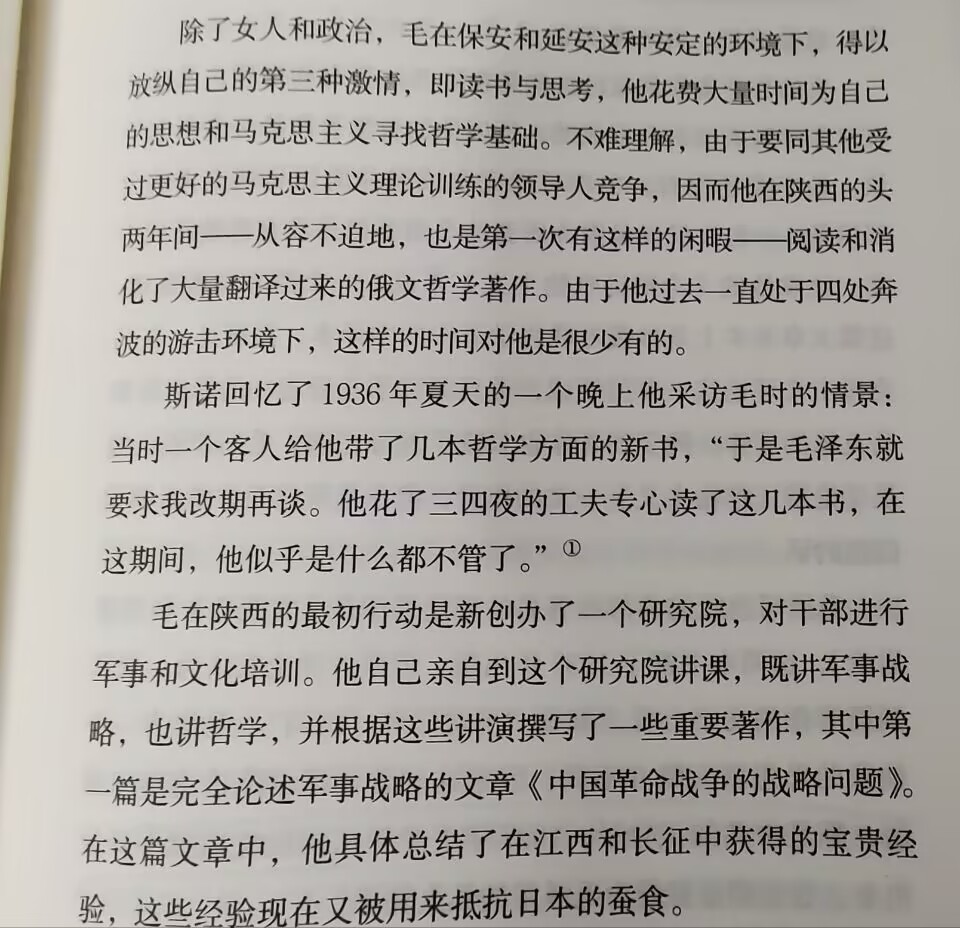 除了女人和政治，毛在保安和延安这种安定的环境下，得以
放纵自己的第三种激情，即读书与思考，他花费大量时间为自己
的思想和马克思主义寻找哲学基础。不难理解，由于要同其他受
过更好的马克思主义理论训练的领导人竞争，因而他在陕西的头
两年间——从容不迫地，也是第一次有这样的闲暇——阅读和消
化了大量翻译过来的俄文哲学著作。由于他过去一直处于四处奔
波的游击环境下，这样的时间对他是很少有的。
斯诺回忆了1936年夏天的一个晚上他采访毛时的情景：
当时一个客人给他带了几本哲学方面的新书，“于是毛泽东就
要求我改期再谈。他花了三四夜的工夫专心读了这几本书，在
这期间，他似乎是什么都不管了。”①
毛在陕西的最初行动是新创办了一个研究院，对干部进行
军事和文化培训。他自己亲自到这个研究院讲课，既讲军事战
略，也讲哲学，并根据这些讲演撰写了一些重要著作，其中第
一篇是完全论述军事战略的文章《中国革命战争的战略问题》。
在这篇文章中，他具体总结了在江西和长征中获得的宝贵经
验，这些经验现在又被用来抵抗日本的蚕食。